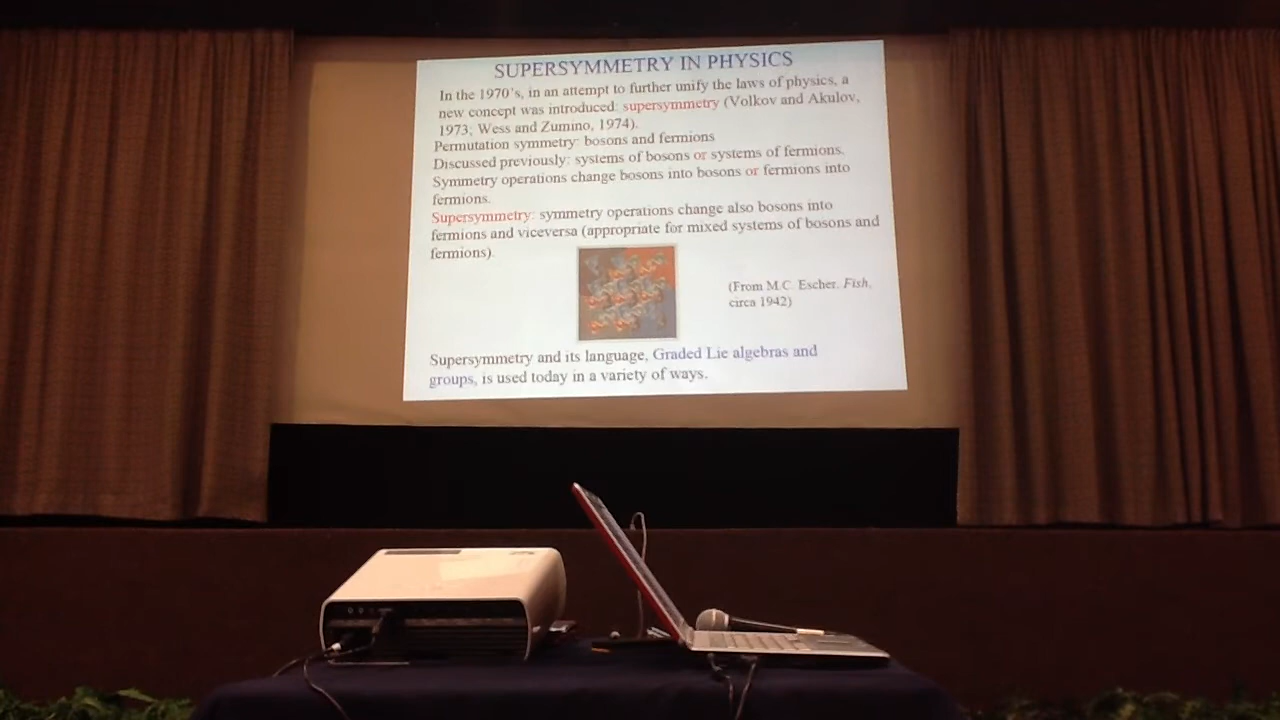 SUPERSYMMETRY IN PHYSICS
In the 1970's, in an attempt to further unify the laws of physics, a
new concept was introduced: supersymmetry (Volkov and Akulov,
1973; Wess and Zumino, 1974).
Permutation symmetry: bosons and fermions
Discussed previously: systems of bosons or systems of fermions.
Symmetry operations change bosons into bosons or fermions into
fermions.
Supersymmetry: symmetry operations change also bosons into
fermions and viceversa (appropriate for mixed systems of bosons and
fermions).
(From M.C. Escher, Fish,
circa 1942)
Supersymmetry and its language, Graded Lie algebras and
groups, is used today in a variety of ways.